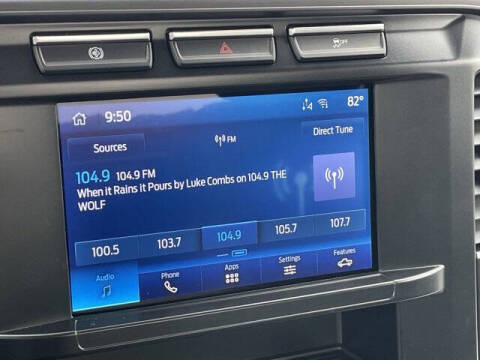 OFF
9:50
82°
Sources
FM
Direct Tune
104.9 104.9 FM
When it Rains it Pours by Luke Combs on 104.9 THE
WOLF
100.5 103.7 104.9 105.7 107.7
Audio Phone Apps Settings Features